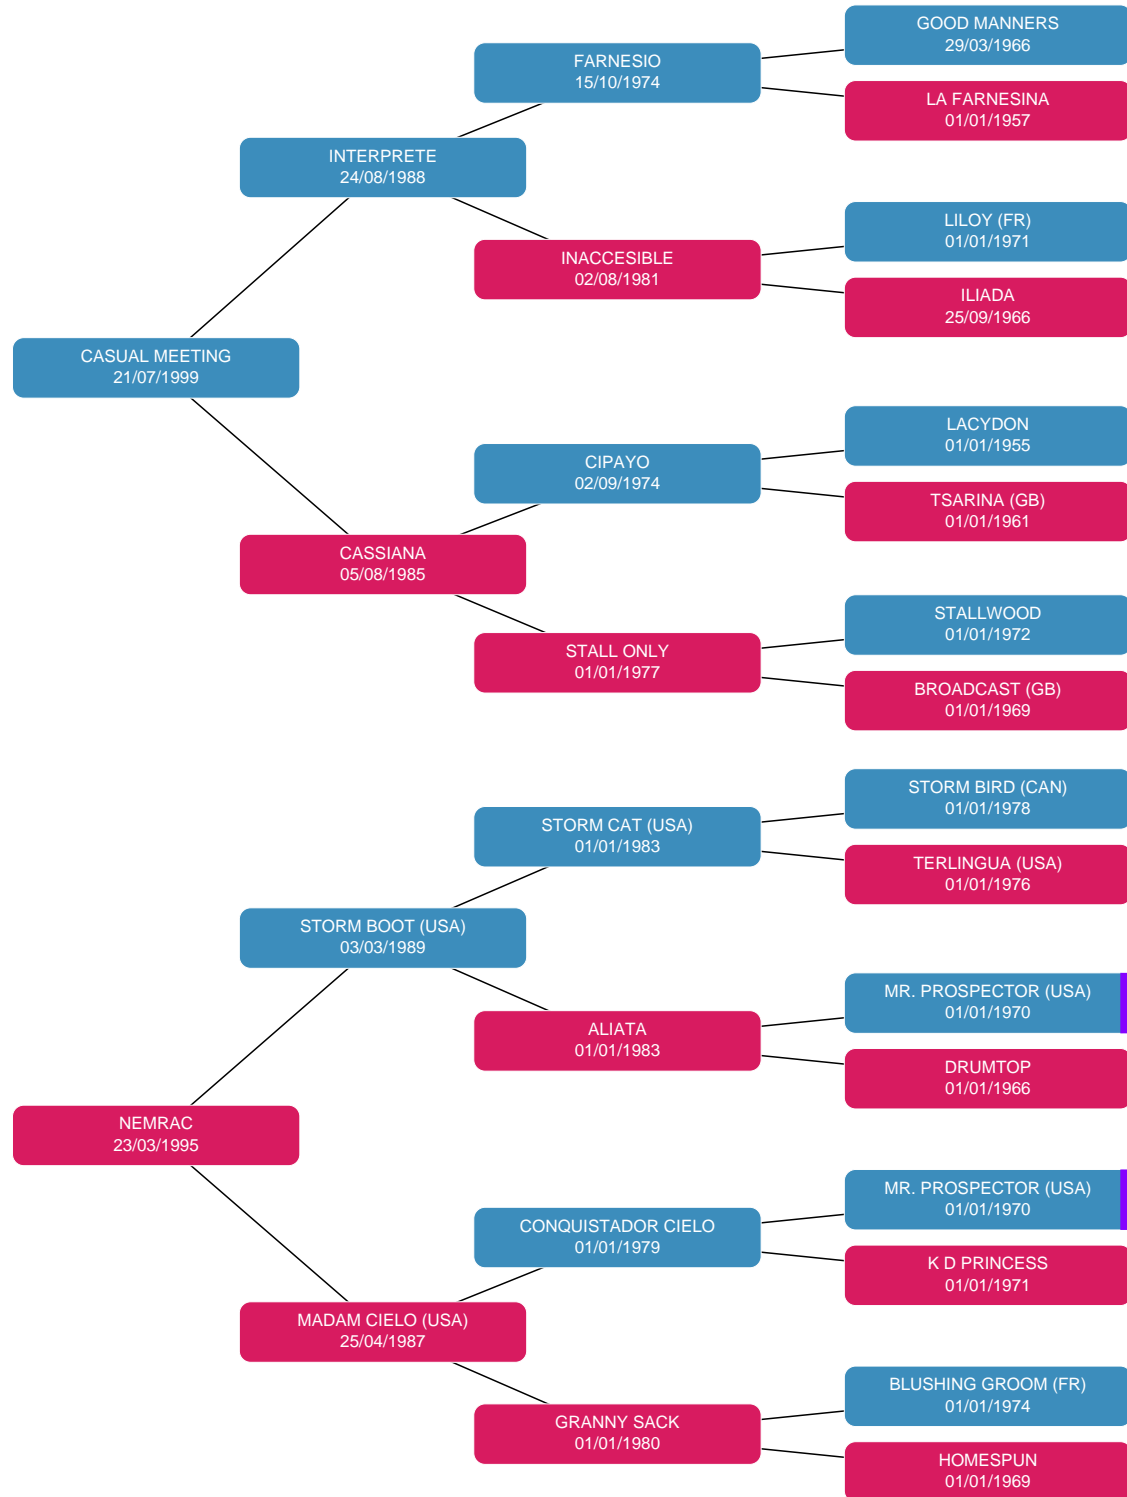 GOOD MANNERS
29/03/1966
FARNESIO
15/10/1974
LA FARNESINA
01/01/1957
INTERPRETE
24/08/1988
LILOY (FR)
01/01/1971
INACCESIBLE
02/08/1981
ILIADA
25/09/1966
CASUAL MEETING
21/07/1999
LACYDON
01/01/1955
CIPAYO
02/09/1974
TSARINA (GB)
01/01/1961
CASSIANA
05/08/1985
STALLWOOD
01/01/1972
STALL ONLY
01/01/1977
BROADCAST (GB)
01/01/1969
STORM BIRD (CAN)
01/01/1978
STORM CAT (USA)
01/01/1983
TERLINGUA (USA)
01/01/1976
STORM BOOT (USA)
03/03/1989
MR. PROSPECTOR (USA)
01/01/1970
ALIATA
01/01/1983
DRUMTOP
01/01/1966
NEMRAC
23/03/1995
MR. PROSPECTOR (USA)
01/01/1970
CONQUISTADOR CIELO
01/01/1979
K D PRINCESS
01/01/1971
MADAM CIELO (USA)
25/04/1987
BLUSHING GROOM (FR)
01/01/1974
GRANNY SACK
01/01/1980
HOMESPUN
01/01/1969